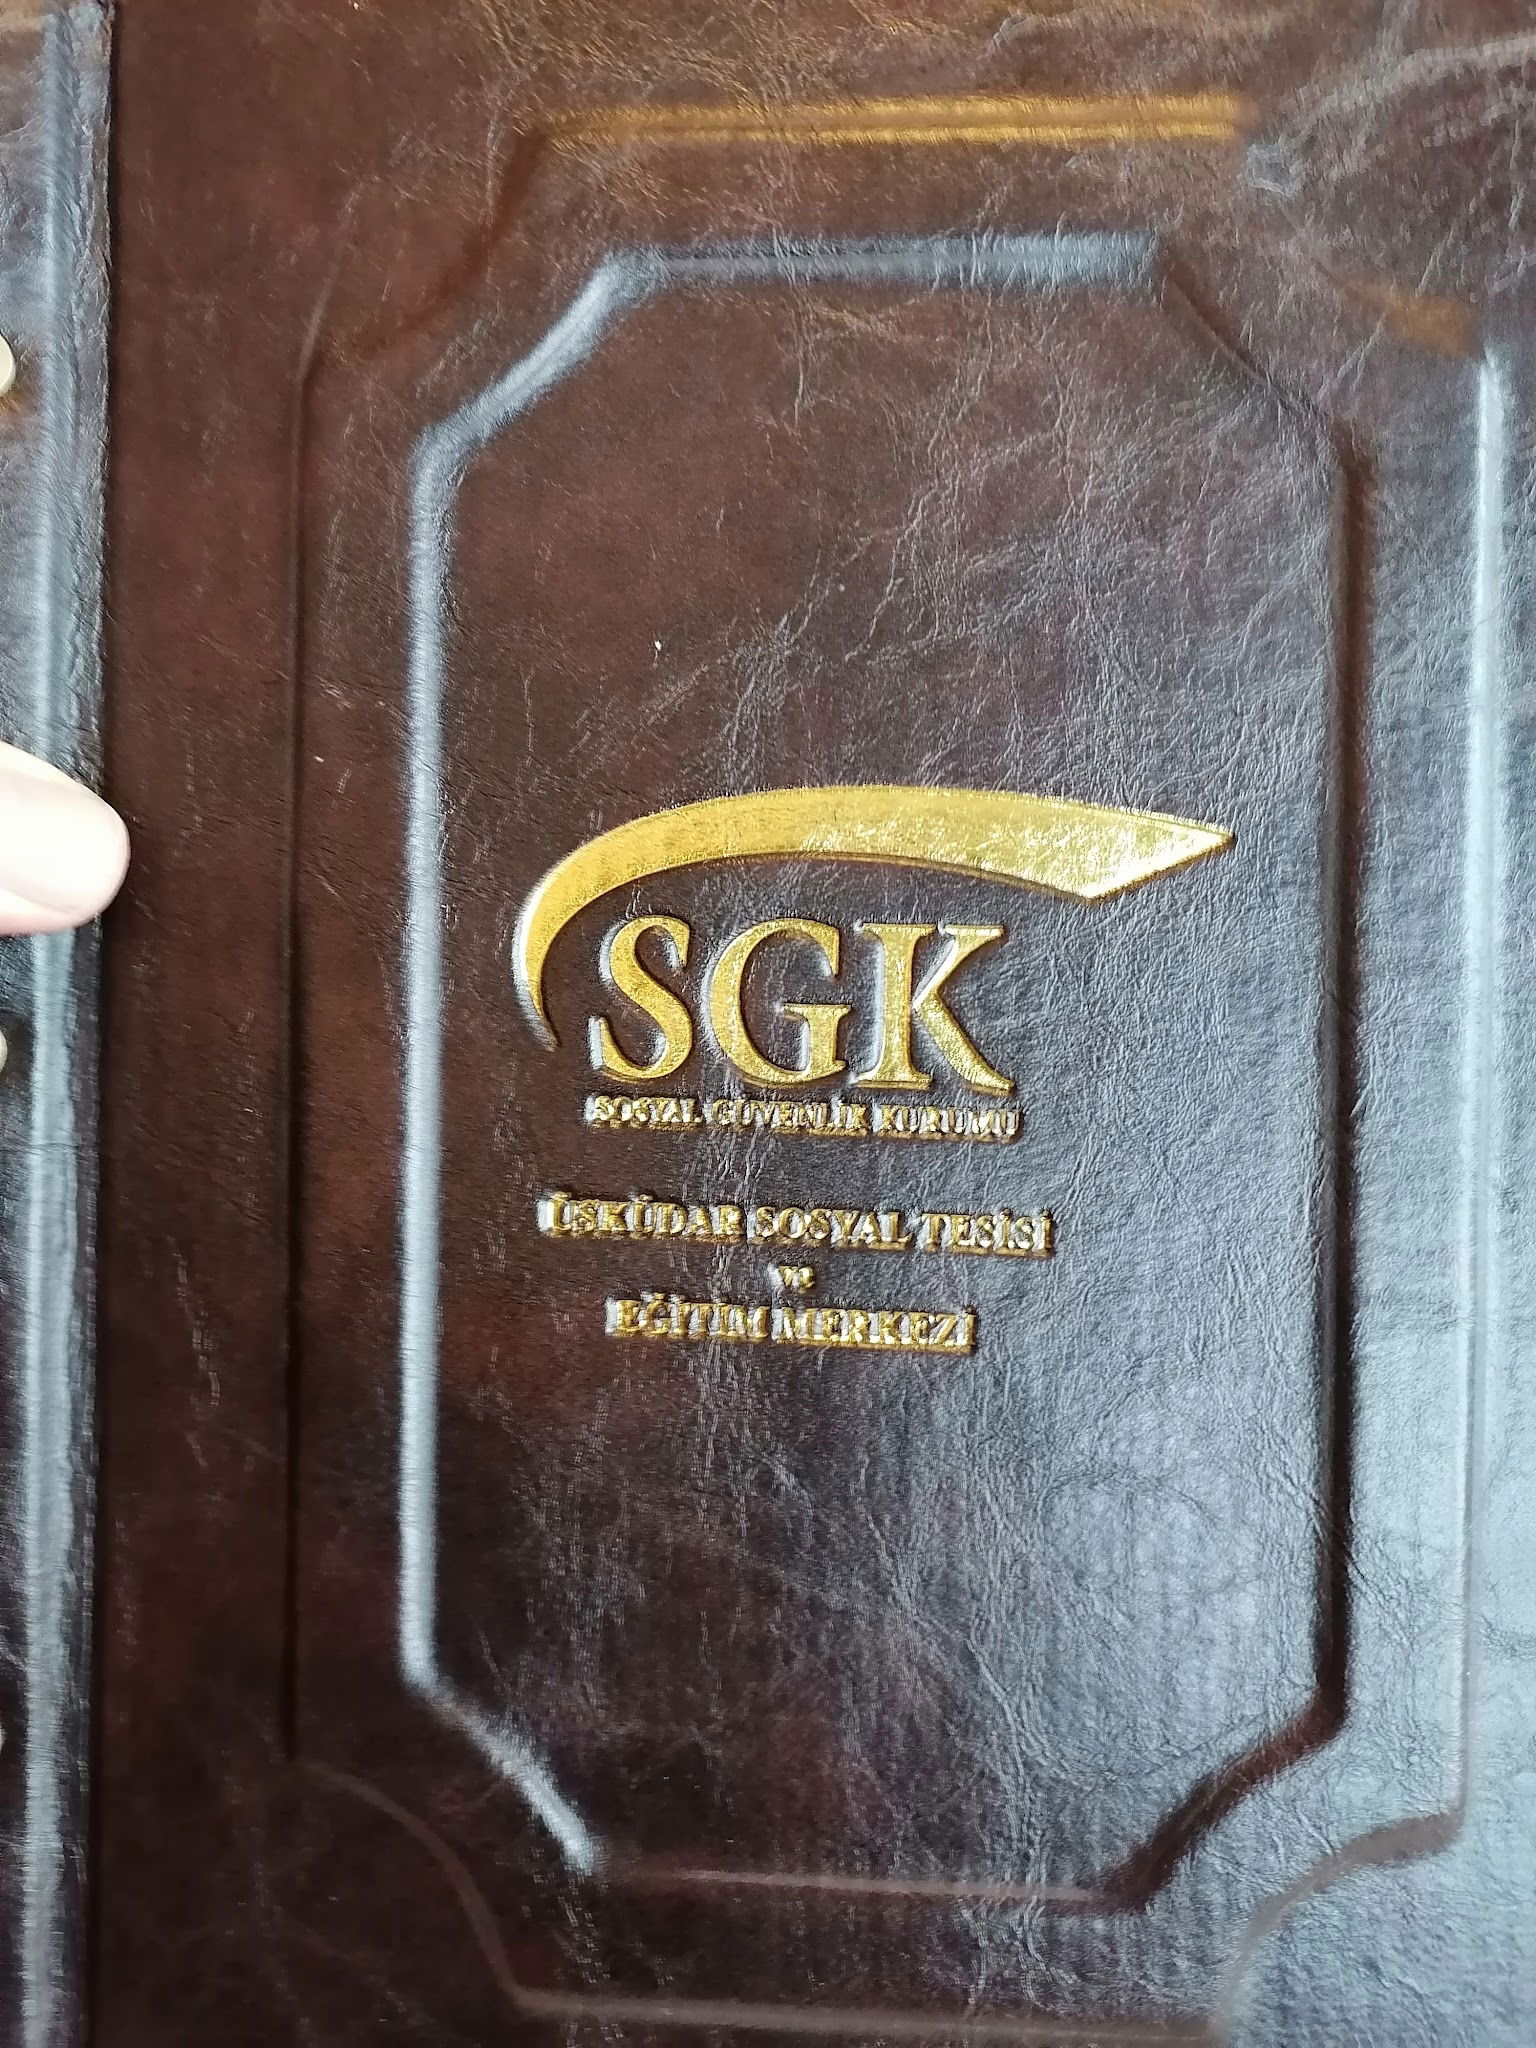 SGK
SOSYAL GÜVENLİK KURUMU
ÜSKÜDAR SOSYAL TESİSİ
ve
EĞİTİM MERKEZİ